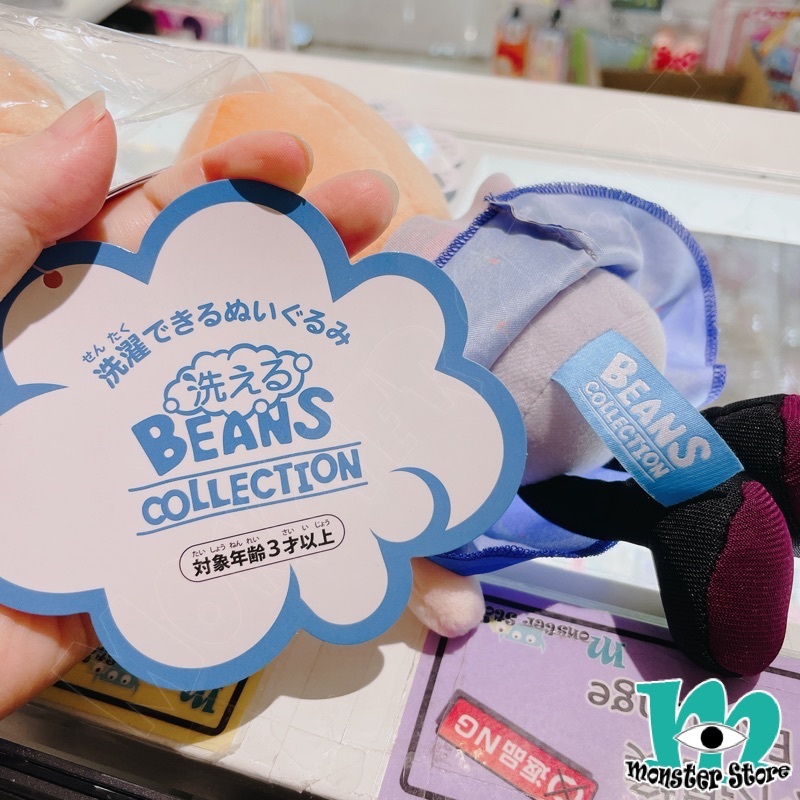 せんたく
洗濯できるぬいぐるみ
洗える
BEANS
COLLECTION
たいしょうねんれい さいいじょう
対象年齢3才以上
BEANS
COLLECTION
monster
返品NG
m
monster Store